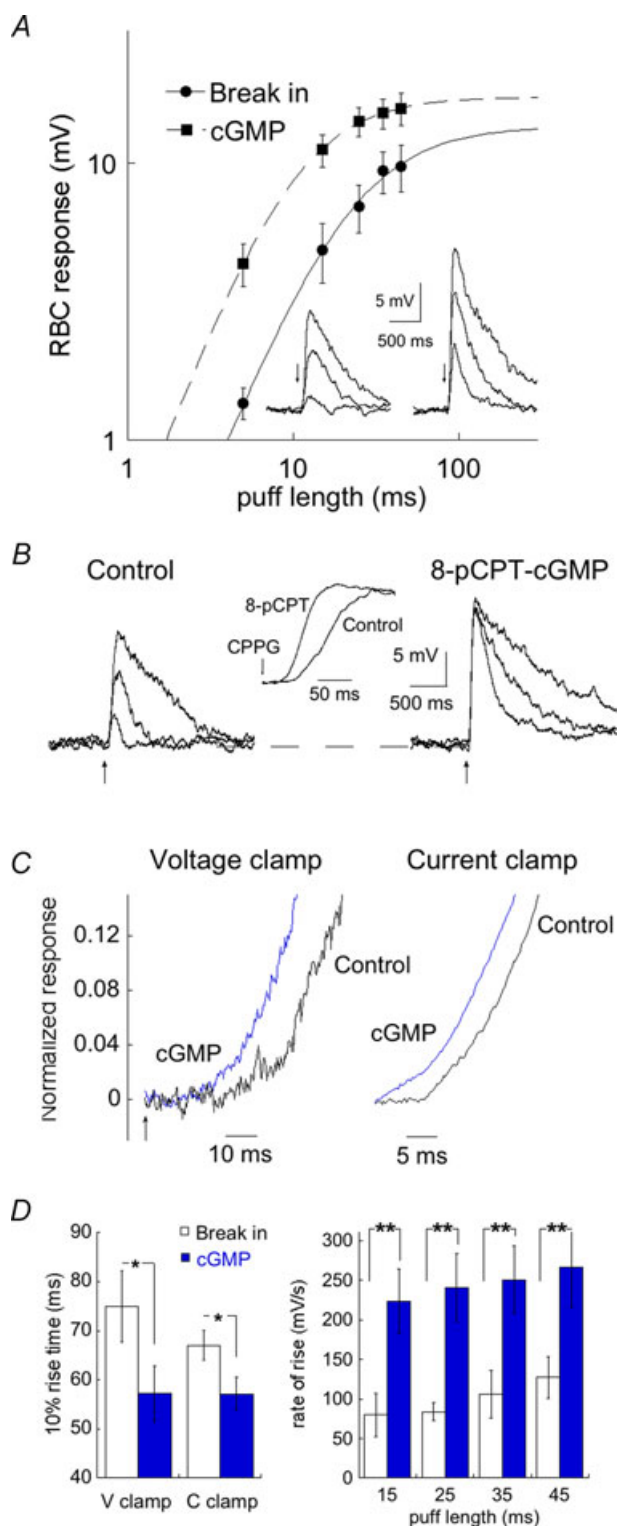 A
Break in
cGMP
RBC response (mV)
10
1
5 mV
500 ms
1
10
100
puff length (ms)
B
Control
8-pCPT-cGMP
8-pCPT
Control
CPPG
50 ms
5 mV
500 ms
C
Voltage clamp
Current clamp
Normalized response
0.12
0.08
0.04
0
Control
cGMP
10 ms
Control
cGMP
5 ms
D
10% rise time (ms)
90
80
70
60
50
40
Break in
cGMP
*
*
V clamp
C clamp
rate of rise (mV/s)
300
250
200
150
100
50
0
**
**
**
**
15
25
35
45
puff length (ms)